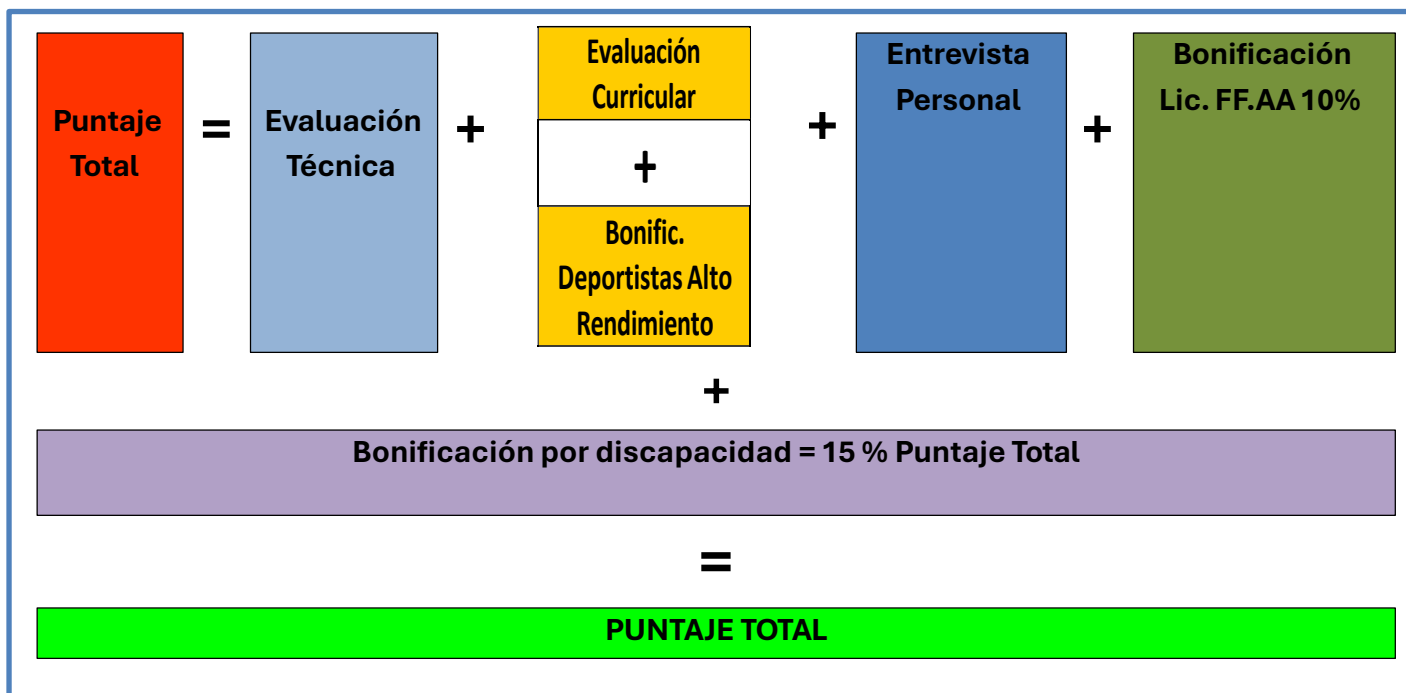 Puntaje
Total
=
Evaluación
Técnica
+
Evaluación
Curricular
+
Bonific.
Deportistas Alto
Rendimiento
+
Entrevista
Personal
+
Bonificación
Lic. FF.AA 10%
+
Bonificación por discapacidad = 15 % Puntaje Total
=
PUNTAJE TOTAL